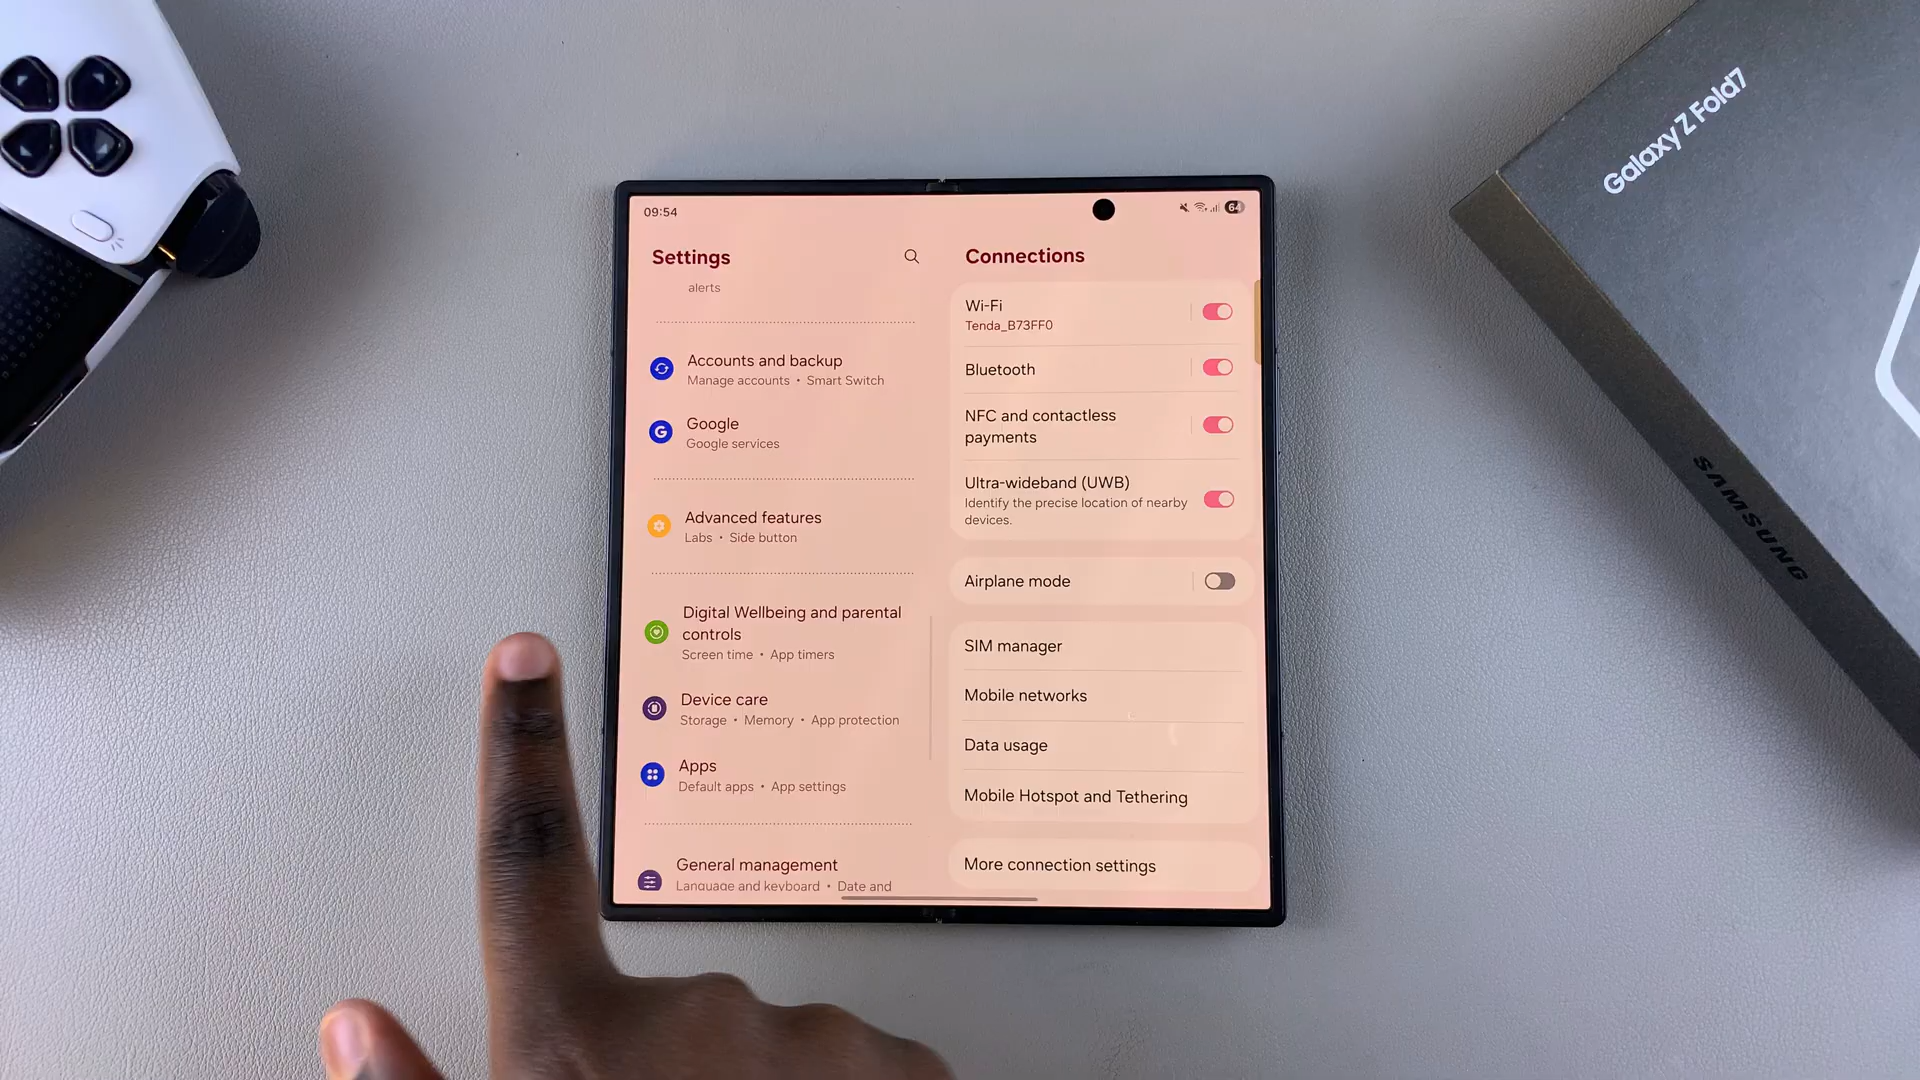 Galaxy Z Fold7
SAMSUNG
09:54
64
Settings
alerts
Accounts and backup
Manage accounts • Smart Switch
Google
Google services
Advanced features
Labs • Side button
Digital Wellbeing and parental
controls
Screen time • App timers
Device care
Storage • Memory • App protection
Apps
Default apps • App settings
General management
Language and keyboard • Date and
Connections
Wi-Fi
Tenda_B73FF0
Bluetooth
NFC and contactless
payments
Ultra-wideband (UWB)
Identify the precise location of nearby
devices.
Airplane mode
SIM manager
Mobile networks
Data usage
Mobile Hotspot and Tethering
More connection settings